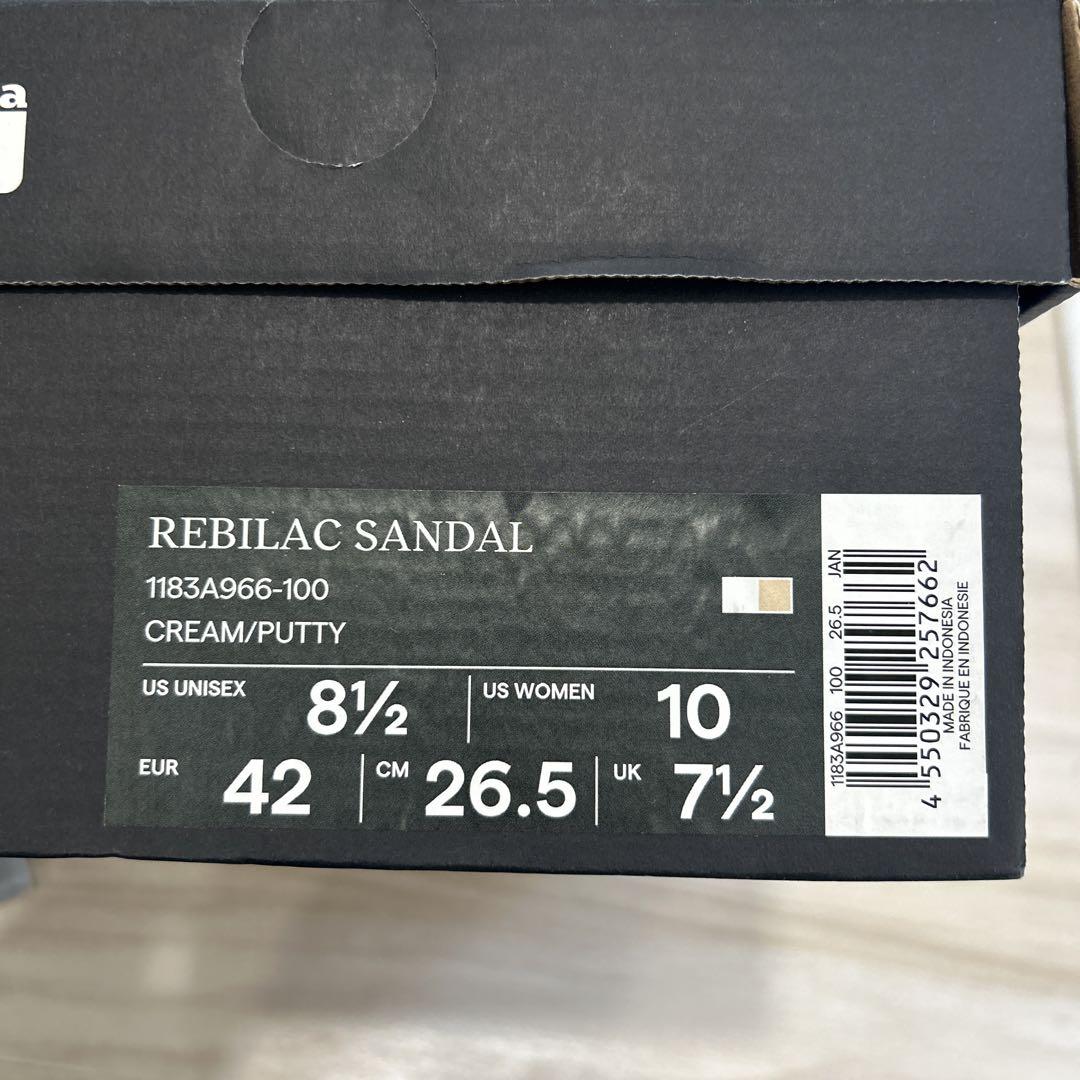 a
REBILAC SANDAL
1183A966-100
CREAM/PUTTY
US UNISEX 8½ US WOMEN 10
EUR 42 CM 26.5 UK 7½
1183A966 100 26.5 JAN
4 550329 257662
MADE IN INDONESIA
FABRIQUE EN INDONESIE